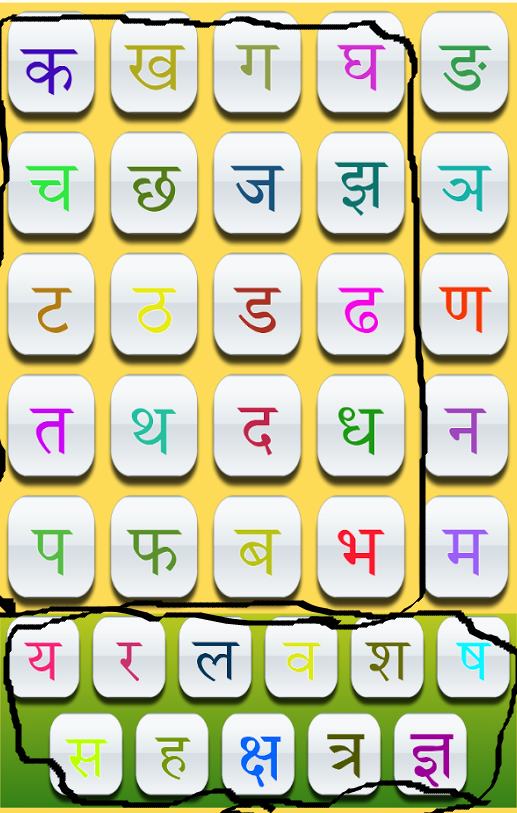 क ख ग घ ङ
च छ ज झ ञ
ट ठ ड ढ ण
त थ द ध न
प फ ब भ म
य र ल व श ष
स ह क्ष त्र ज्ञ